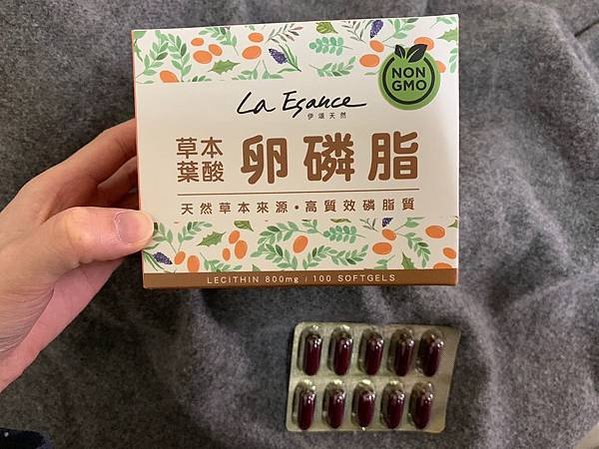 NON
GMO
La Esance
伊頌天然
草本
葉酸
卵磷脂
天然草本來源・高質效磷脂質
LECITHIN 800mg / 100 SOFTGELS